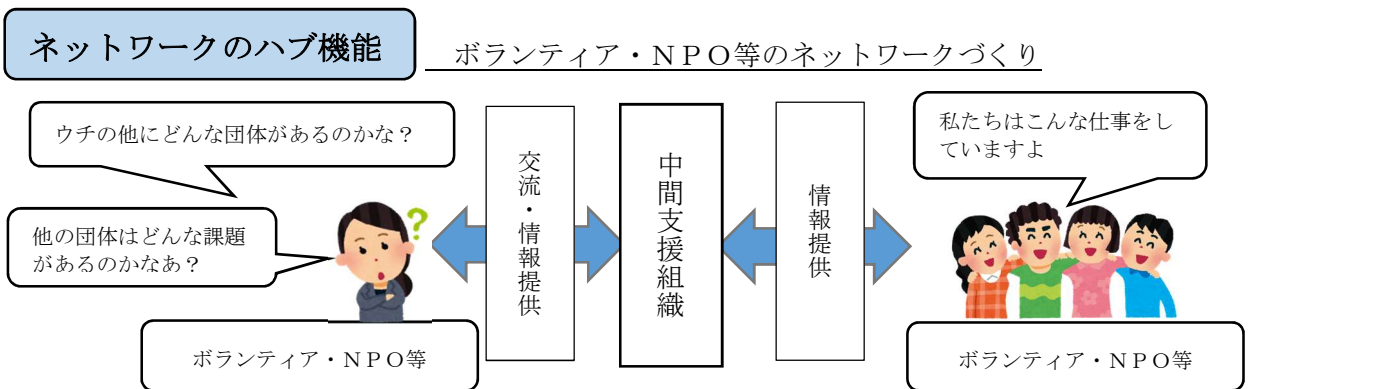 ネットワークのハブ機能
ボランティア・ＮＰＯ等のネットワークづくり
ウチの他にどんな団体があるのかな？
他の団体はどんな課題
があるのかなあ？
ボランティア・ＮＰＯ等
交流・情報提供
中間支援組織
情報提供
私たちはこんな仕事をし
ていますよ
ボランティア・ＮＰＯ等